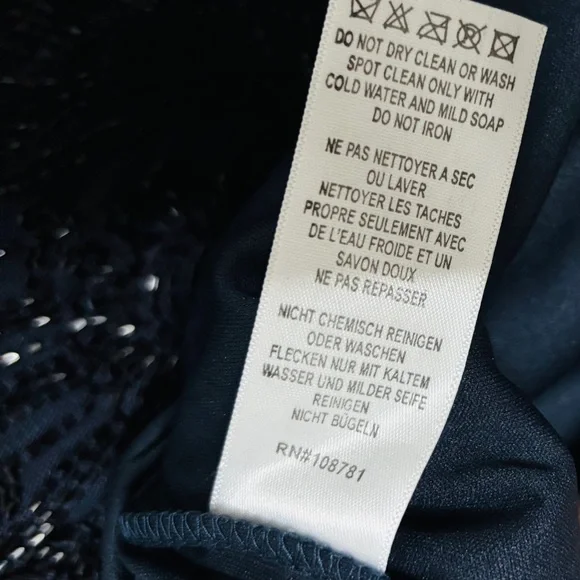 DO NOT DRY CLEAN OR WASH
SPOT CLEAN ONLY WITH
COLD WATER AND MILD SOAP
DO NOT IRON
NE PAS NETTOYER A SEC
OU LAVER
NETTOYER LES TACHES
PROPRE SEULEMENT AVEC
DE L'EAU FROIDE ET UN
SAVON DOUX
NE PAS REPASSER
NICHT CHEMISCH REINIGEN
ODER WASCHEN
FLECKEN NUR MIT KALTEM
WASSER UND MILDER SEIFE
REINIGEN
NICHT BÜGELN
RN#108781